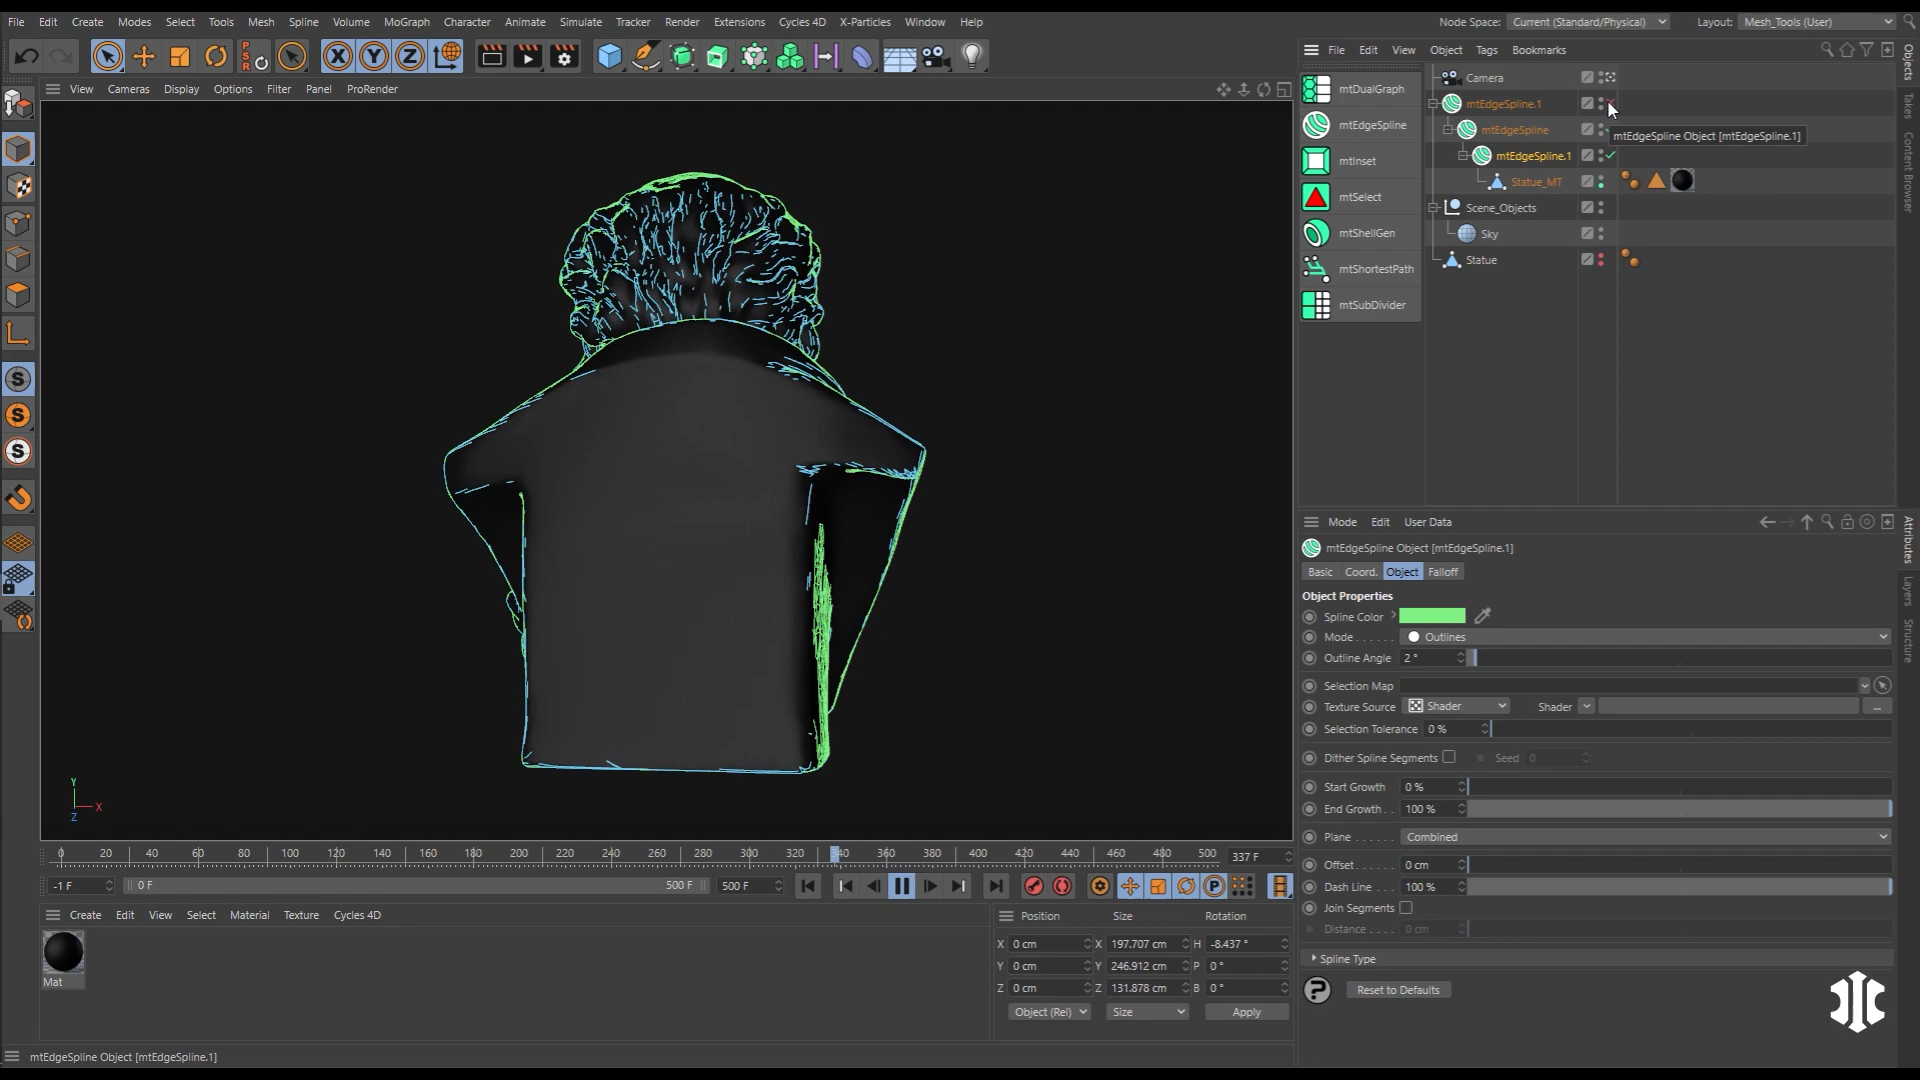 File Edit Create Modes Select Tools Mesh Spline Volume MoGraph Character Animate Simulate Tracker Render Extensions Cycles 4D X-Particles Window Help
Node Space: Current (Standard/Physical) Layout: Mesh_Tools (User)
PSR
X Y Z
View Cameras Display Options Filter Panel ProRender
File Edit View Object Tags Bookmarks
mtDualGraph
mtEdgeSpline
mtInset
mtSelect
mtShellGen
mtShortestPath
mtSubDivider
Camera
mtEdgeSpline.1
mtEdgeSpline
mtEdgeSpline Object [mtEdgeSpline.1]
mtEdgeSpline.1
Statue_MT
Scene_Objects
Sky
Statue
Objects
Takes
Content Browser
S
S
S
Y
X
Z
Mode Edit User Data
mtEdgeSpline Object [mtEdgeSpline.1]
Basic Coord. Object Falloff
Object Properties
Spline Color
Mode Outlines
Outline Angle 2 °
Selection Map
Texture Source Shader Shader ...
Selection Tolerance 0 %
Dither Spline Segments Seed 0
Start Growth 0 %
End Growth 100 %
Plane Combined
Offset 0 cm
Dash Line 100 %
Join Segments
Distance 0 cm
Spline Type
? Reset to Defaults
Attributes
Layers
Structure
0 20 40 60 80 100 120 140 160 180 200 220 240 260 280 300 320 340 360 380 400 420 440 460 480 500 337 F
-1 F 0 F 500 F 500 F
P
Create Edit View Select Material Texture Cycles 4D
Mat
Position Size Rotation
X 0 cm X 197.707 cm H -8.437 °
Y 0 cm Y 246.912 cm P 0 °
Z 0 cm Z 131.878 cm B 0 °
Object (Rel) Size Apply
mtEdgeSpline Object [mtEdgeSpline.1]